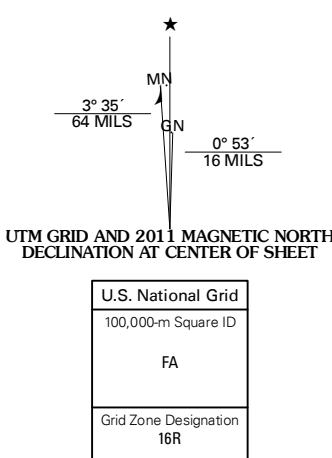 ★
MN
3° 35´
64 MILS
GN
0° 53´
16 MILS
UTM GRID AND 2011 MAGNETIC NORTH
DECLINATION AT CENTER OF SHEET
U.S. National Grid
100,000-m Square ID
FA
Grid Zone Designation
16R